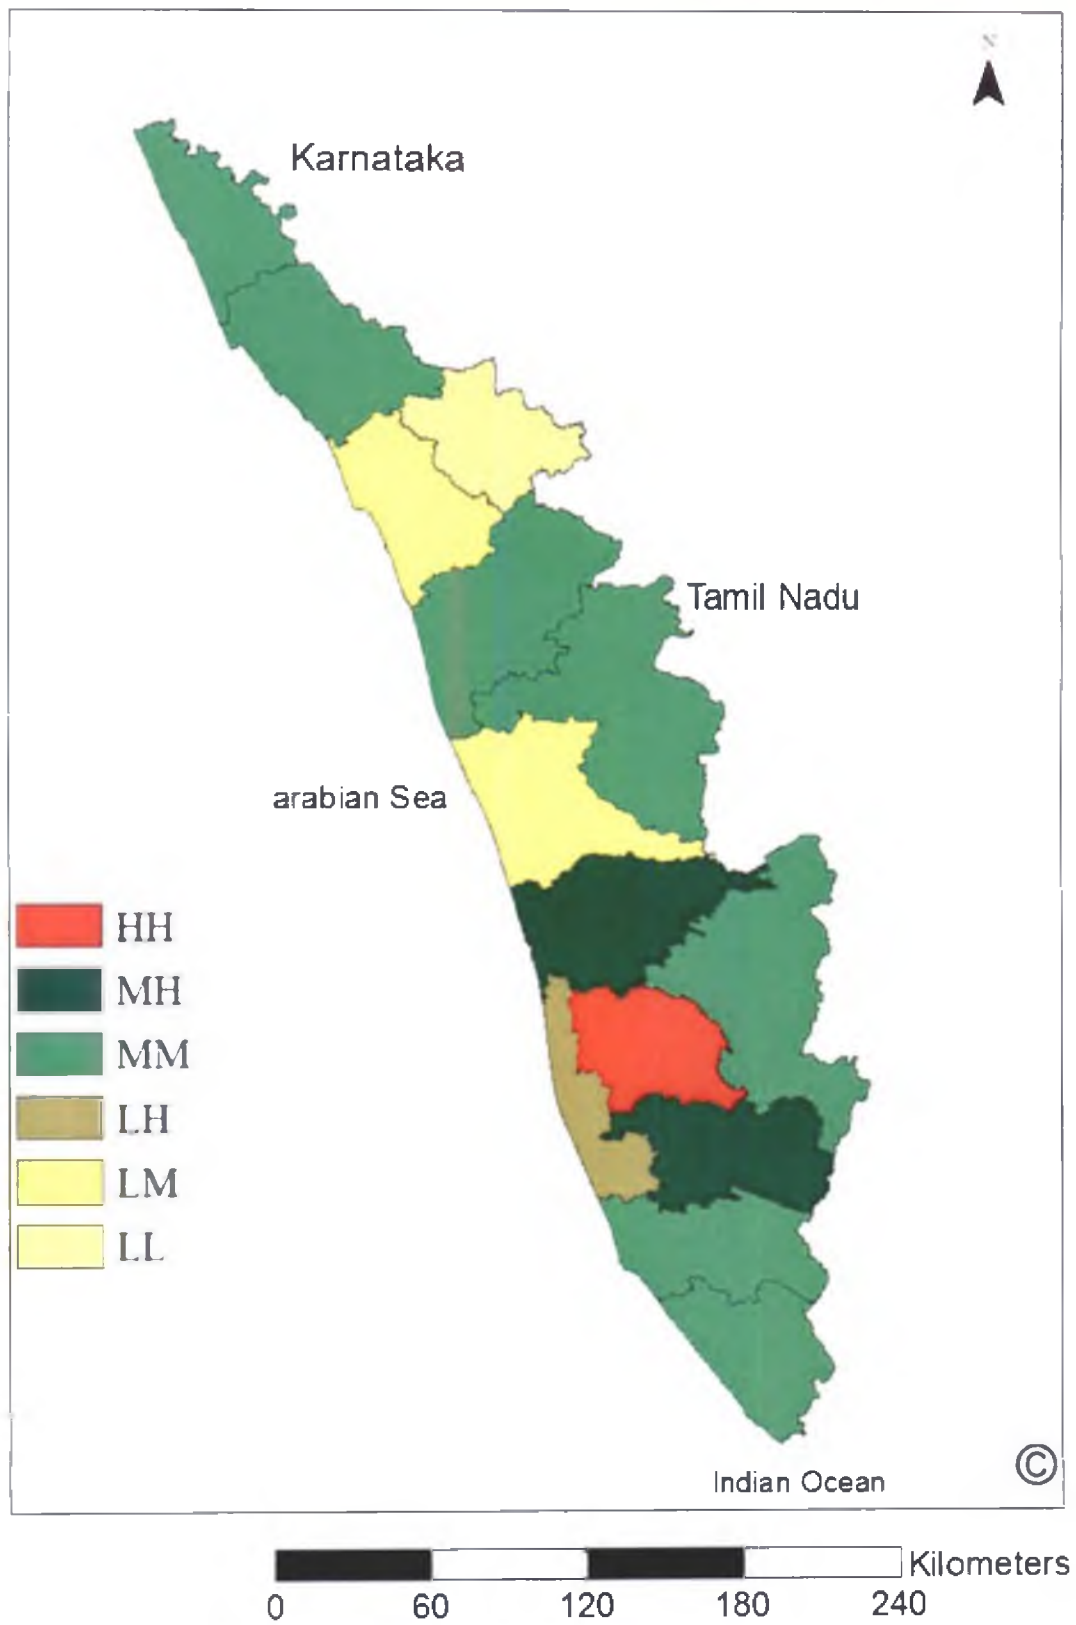 N
Karnataka
Tamil Nadu
arabian Sea
HH
MH
MM
LH
LM
LL
Indian Ocean
©
Kilometers
0 60 120 180 240